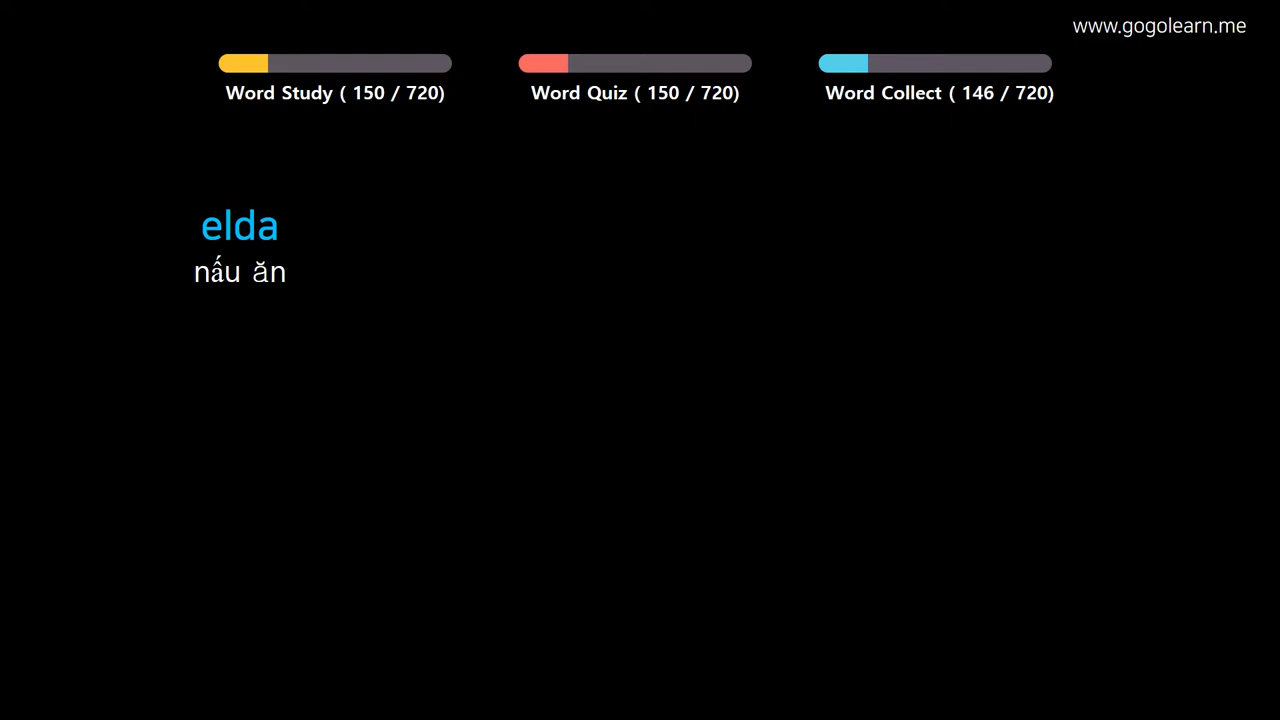 www.gogolearn.me
Word Study ( 150 / 720)
Word Quiz ( 150 / 720)
Word Collect ( 146 / 720)
elda
nấu ăn